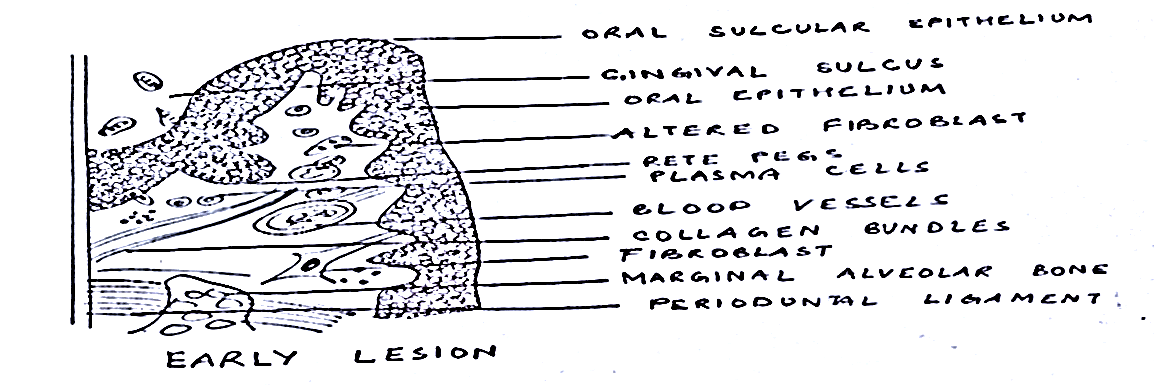 ORAL SULCULAR EPITHELIUM
GINGIVAL SULCUS
ORAL EPITHELIUM
ALTERED FIBROBLAST
RETE PEGS
PLASMA CELLS
BLOOD VESSELS
COLLAGEN BUNDLES
FIBROBLAST
MARGINAL ALVEOLAR BONE
PERIODUNTAL LIGAMENT
EARLY LESION